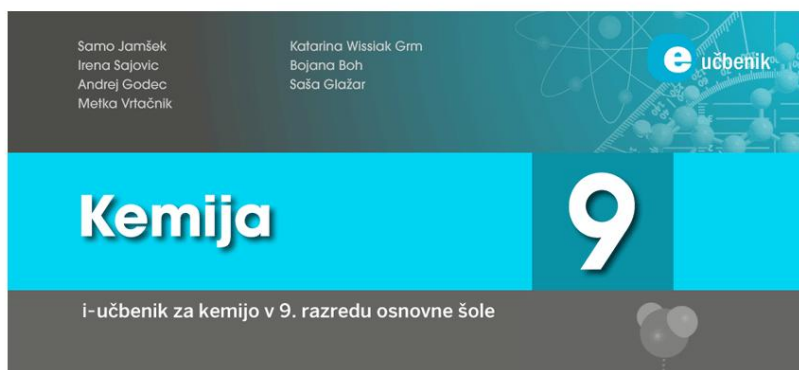 Samo Jamšek
Irena Sajovic
Andrej Godec
Metka Vrtačnik
Katarina Wissiak Grm
Bojana Boh
Saša Glažar
e učbenik
Kemija
9
i-učbenik za kemijo v 9. razredu osnovne šole